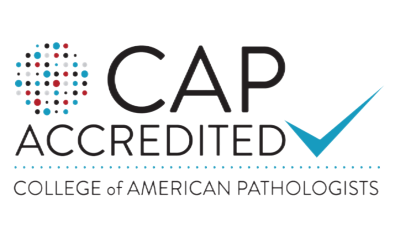 CAP
ACCREDITED
COLLEGE of AMERICAN PATHOLOGISTS